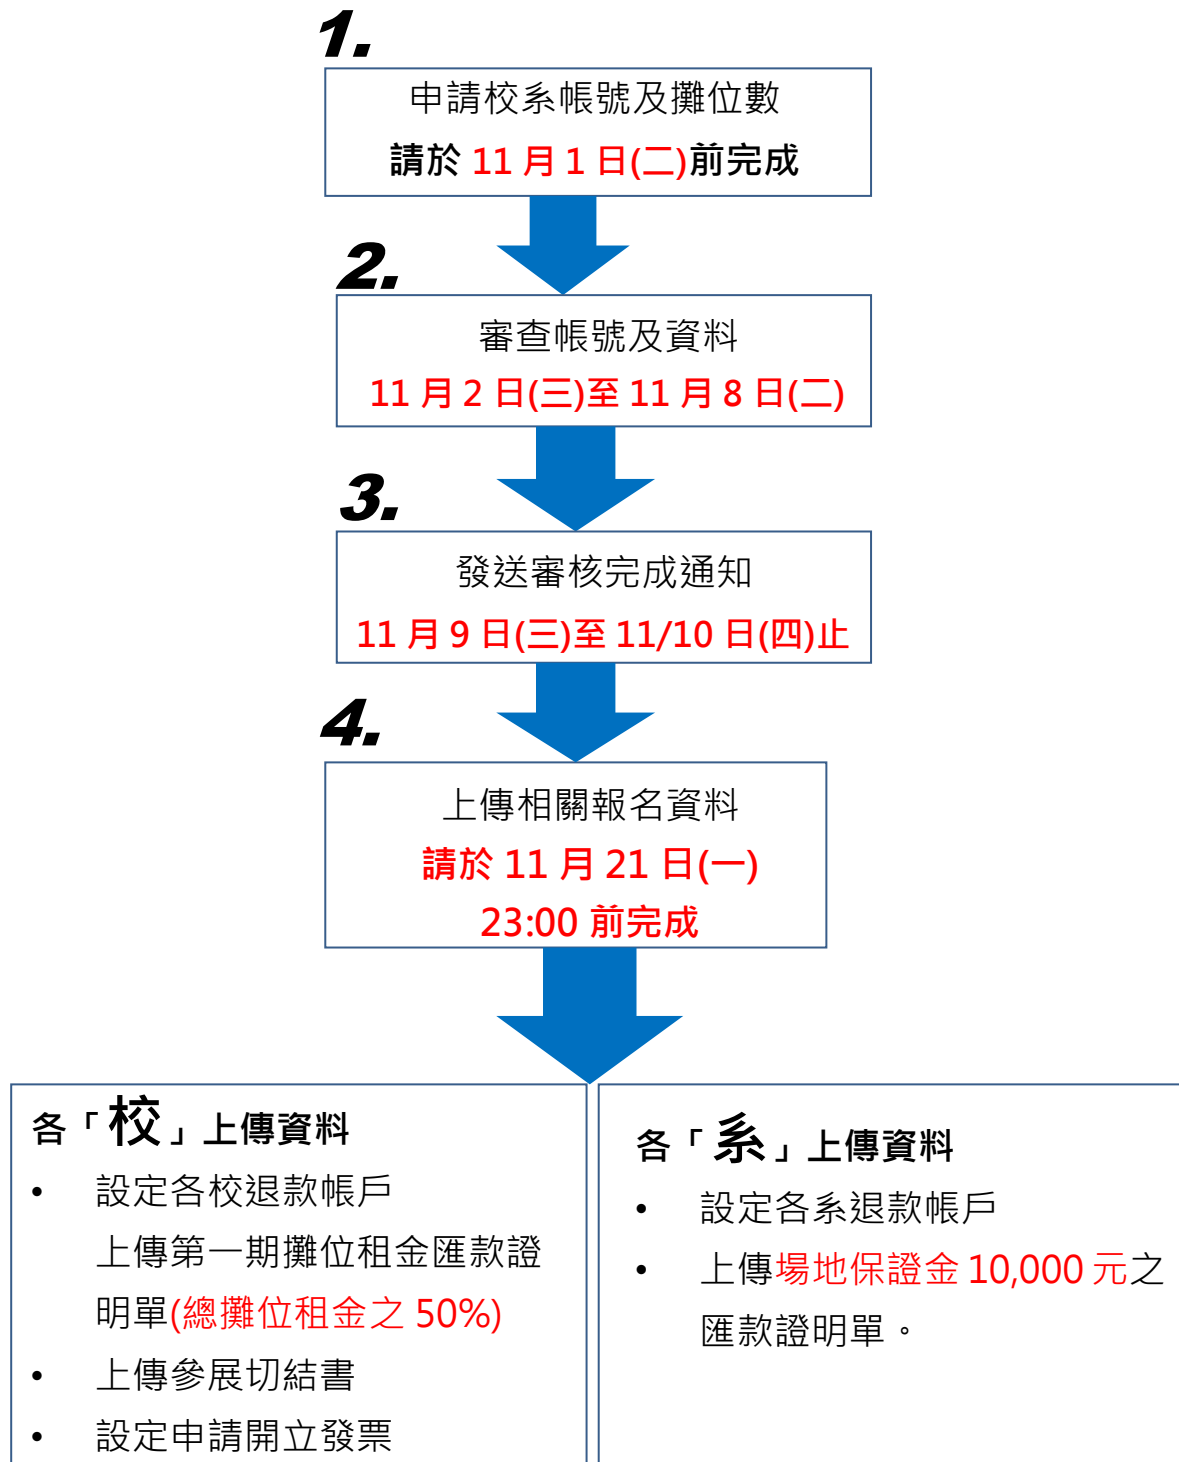 1.
申請校系帳號及攤位數
請於 11 月 1 日(二)前完成
2.
審查帳號及資料
11 月 2 日(三)至 11 月 8 日(二)
3.
發送審核完成通知
11 月 9 日(三)至 11/10 日(四)止
4.
上傳相關報名資料
請於 11 月 21 日(一)
23:00 前完成
各「校」上傳資料
• 設定各校退款帳戶
上傳第一期攤位租金匯款證
明單(總攤位租金之 50%)
• 上傳參展切結書
• 設定申請開立發票
各「系」上傳資料
• 設定各系退款帳戶
• 上傳場地保證金 10,000 元之
匯款證明單。